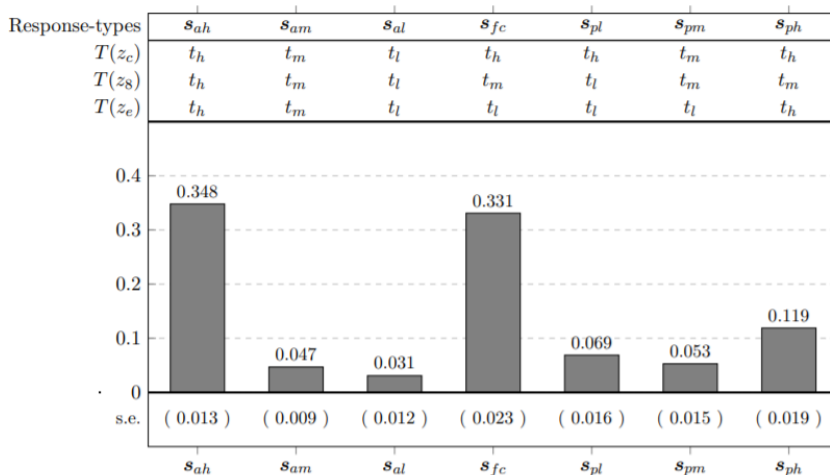 Response-types s_ah s_am s_al s_fc s_pl s_pm s_ph
T(z_c) t_h t_m t_l t_h t_h t_m t_h
T(z_8) t_h t_m t_l t_m t_l t_m t_m
T(z_e) t_h t_m t_l t_l t_l t_l t_h
0.4
0.348
0.331
0.3
0.2
0.119
0.1
0.069
0.053
0.047
0.031
0
s.e. ( 0.013 ) ( 0.009 ) ( 0.012 ) ( 0.023 ) ( 0.016 ) ( 0.015 ) ( 0.019 )
s_ah s_am s_al s_fc s_pl s_pm s_ph